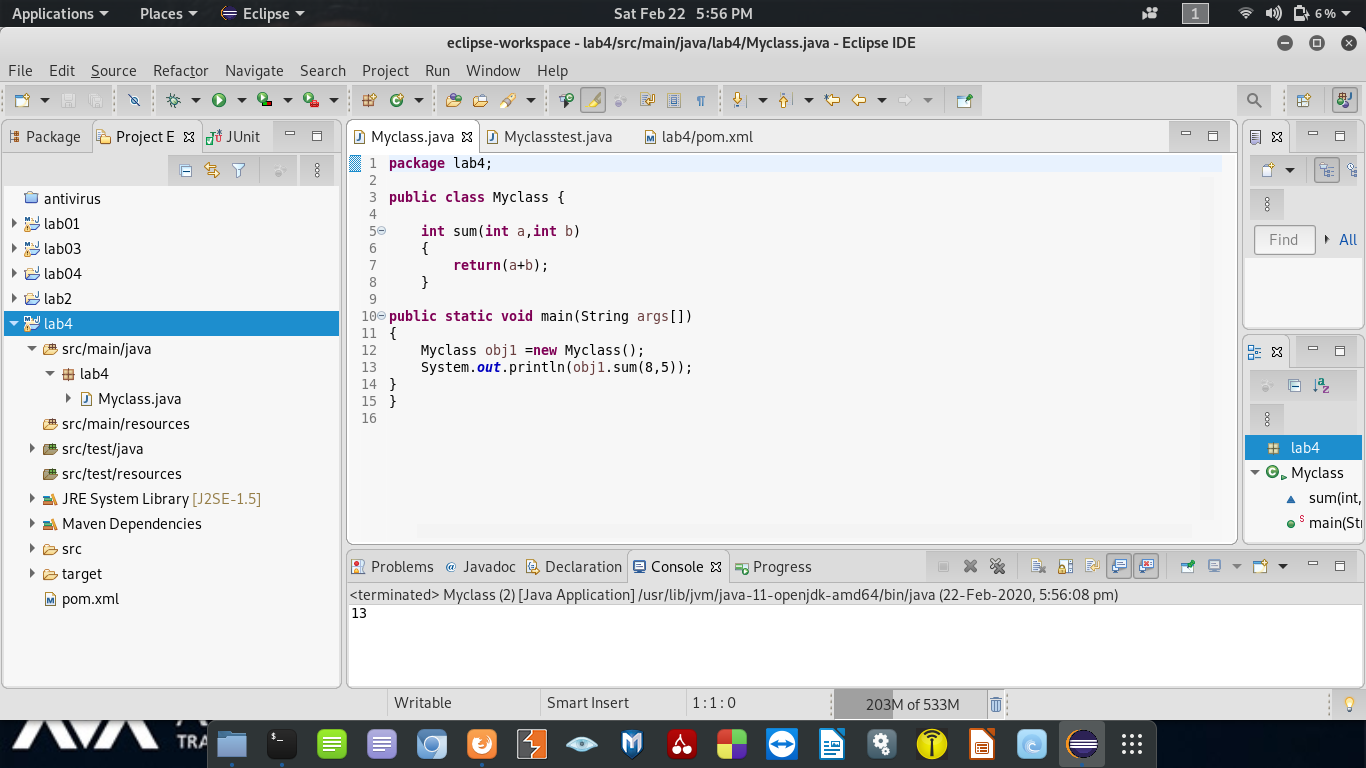 Applications Places Eclipse Sat Feb 22 5:56 PM 1 6 %
eclipse-workspace - lab4/src/main/java/lab4/Myclass.java - Eclipse IDE
File Edit Source Refactor Navigate Search Project Run Window Help
Package Project E JUnit
antivirus
lab01
lab03
lab04
lab2
lab4
src/main/java
lab4
Myclass.java
src/main/resources
src/test/java
src/test/resources
JRE System Library [J2SE-1.5]
Maven Dependencies
src
target
pom.xml
Myclass.java Myclasstest.java lab4/pom.xml
1 package lab4;
2
3 public class Myclass {
4
5 int sum(int a,int b)
6 {
7 return(a+b);
8 }
9
10 public static void main(String args[])
11 {
12 Myclass obj1 =new Myclass();
13 System.out.println(obj1.sum(8,5));
14 }
15 }
16
Find All
lab4
Myclass
sum(int,
main(Str
Problems @ Javadoc Declaration Console Progress
<terminated> Myclass (2) [Java Application] /usr/lib/jvm/java-11-openjdk-amd64/bin/java (22-Feb-2020, 5:56:08 pm)
13
Writable Smart Insert 1 : 1 : 0 203M of 533M
TRA